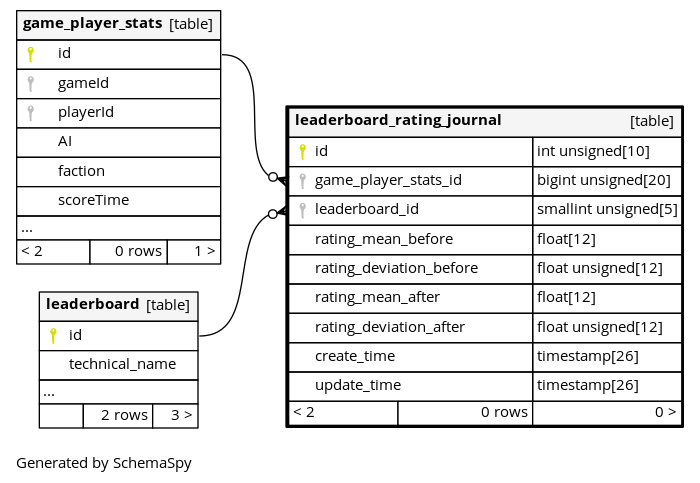 game_player_stats [table]
id
gameId
playerId
AI
faction
scoreTime
...
< 2 0 rows 1 >
leaderboard_rating_journal [table]
id int unsigned[10]
game_player_stats_id bigint unsigned[20]
leaderboard_id smallint unsigned[5]
rating_mean_before float[12]
rating_deviation_before float unsigned[12]
rating_mean_after float[12]
rating_deviation_after float unsigned[12]
create_time timestamp[26]
update_time timestamp[26]
< 2 0 rows 0 >
leaderboard [table]
id
technical_name
...
2 rows 3 >
Generated by SchemaSpy